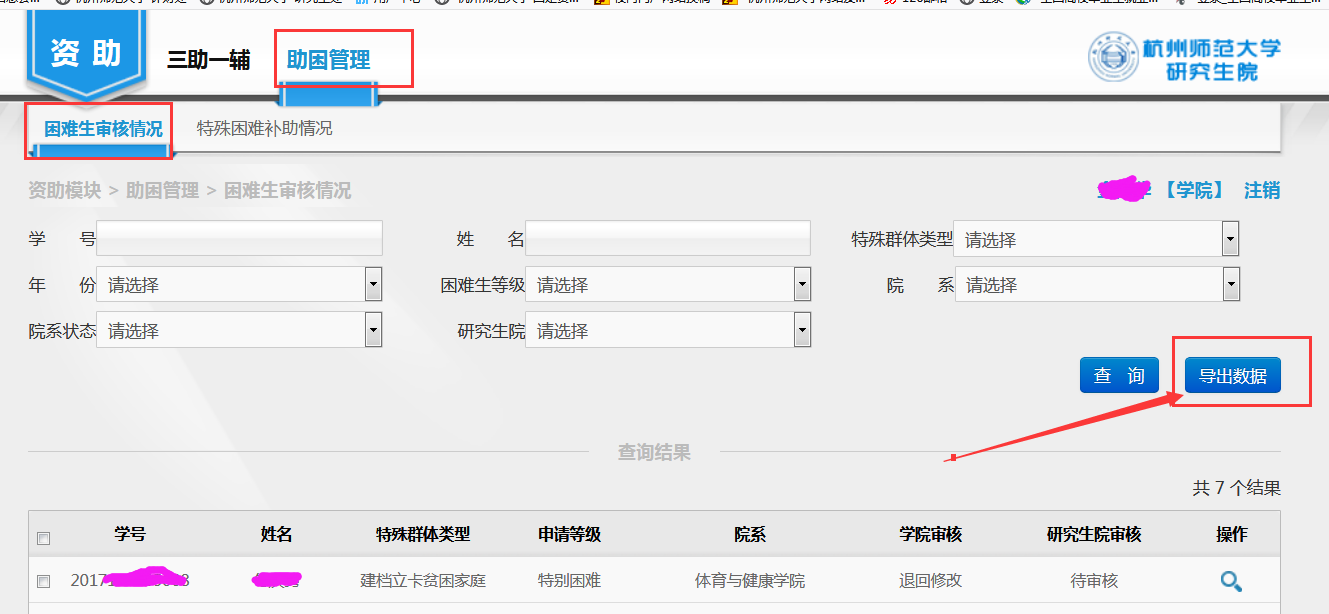 资 助
三助一辅
助困管理
杭州师范大学
研究生院
困难生审核情况
特殊困难补助情况
资助模块 > 助困管理 > 困难生审核情况
【学院】 注销
学 号
姓 名
特殊群体类型 请选择
年 份 请选择
困难生等级 请选择
院 系 请选择
院系状态 请选择
研究生院 请选择
查 询
导出数据
查询结果
共 7 个结果
学号 姓名 特殊群体类型 申请等级 院系 学院审核 研究生院审核 操作
2017 建档立卡贫困家庭 特别困难 体育与健康学院 退回修改 待审核